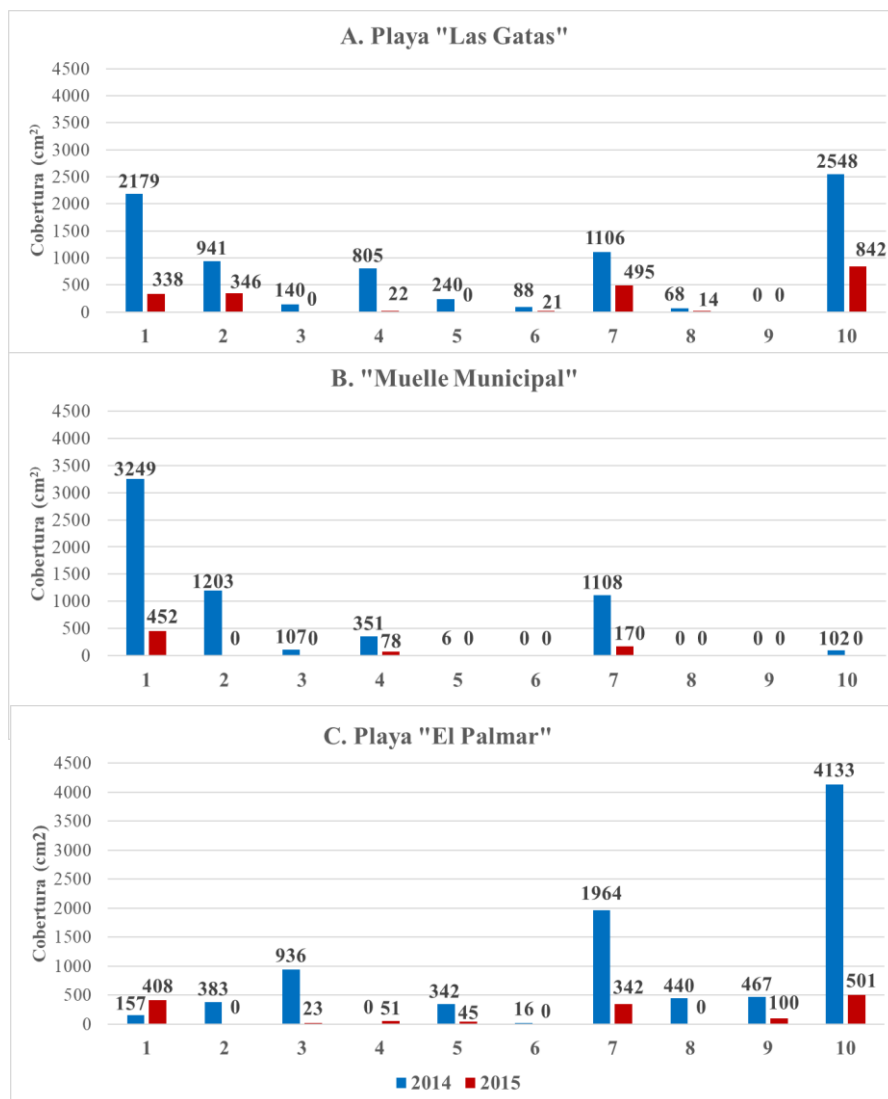 A. Playa "Las Gatas"
Cobertura (cm²)
4500
4000
3500
3000
2500
2000
1500
1000
500
0
2179 338 941 346 140 0 805 22 240 0 88 21 1106 495 68 14 0 0 2548 842
1 2 3 4 5 6 7 8 9 10
B. "Muelle Municipal"
Cobertura (cm²)
4500
4000
3500
3000
2500
2000
1500
1000
500
0
3249 452 1203 0 107 0 351 78 6 0 0 0 1108 170 0 0 0 0 102 0
1 2 3 4 5 6 7 8 9 10
C. Playa "El Palmar"
Cobertura (cm2)
4500
4000
3500
3000
2500
2000
1500
1000
500
0
157 408 383 0 936 23 0 51 342 45 16 0 1964 342 440 0 467 100 4133 501
1 2 3 4 5 6 7 8 9 10
2014 2015